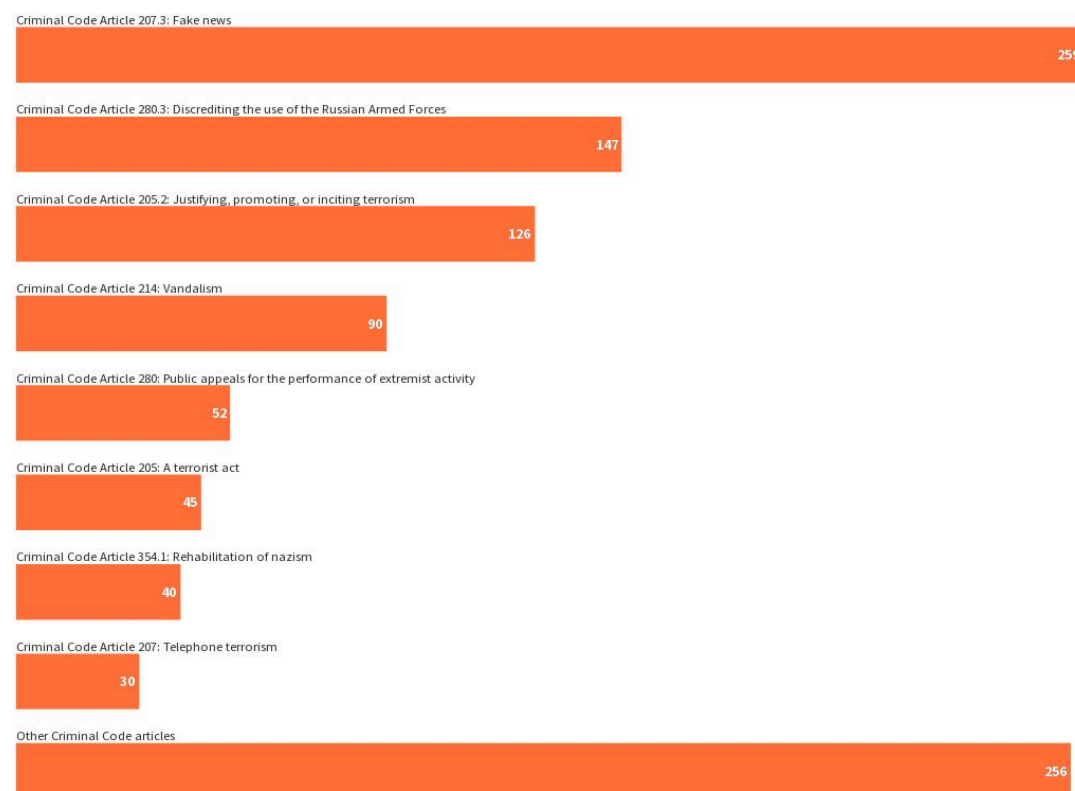 Criminal Code Article 207.3: Fake news
259
Criminal Code Article 280.3: Discrediting the use of the Russian Armed Forces
147
Criminal Code Article 205.2: Justifying, promoting, or inciting terrorism
126
Criminal Code Article 214: Vandalism
90
Criminal Code Article 280: Public appeals for the performance of extremist activity
52
Criminal Code Article 205: A terrorist act
45
Criminal Code Article 354.1: Rehabilitation of nazism
40
Criminal Code Article 207: Telephone terrorism
30
Other Criminal Code articles
256